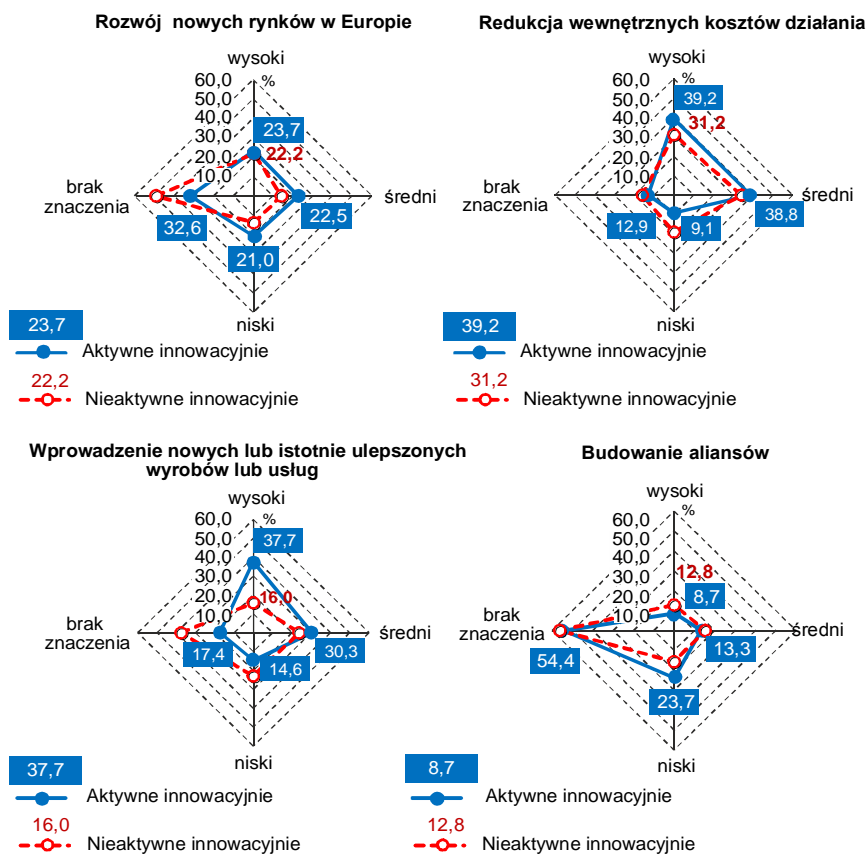 Rozwój nowych rynków w Europie
wysoki
60,0
%
50,0
40,0
30,0
20,0
10,0
23,7
22,2
brak
znaczenia
średni
32,6
22,5
21,0
niski
23,7
Aktywne innowacyjnie
22,2
Nieaktywne innowacyjnie
Redukcja wewnętrznych kosztów działania
wysoki
60,0
%
50,0
40,0
30,0
20,0
10,0
39,2
31,2
brak
znaczenia
średni
12,9
9,1
38,8
niski
39,2
Aktywne innowacyjnie
31,2
Nieaktywne innowacyjnie
Wprowadzenie nowych lub istotnie ulepszonych
wyrobów lub usług
wysoki
60,0
%
50,0
40,0
30,0
20,0
10,0
37,7
16,0
brak
znaczenia
średni
17,4
14,6
30,3
niski
37,7
Aktywne innowacyjnie
16,0
Nieaktywne innowacyjnie
Budowanie aliansów
wysoki
60,0
%
50,0
40,0
30,0
20,0
10,0
12,8
8,7
brak
znaczenia
średni
54,4
13,3
23,7
niski
8,7
Aktywne innowacyjnie
12,8
Nieaktywne innowacyjnie